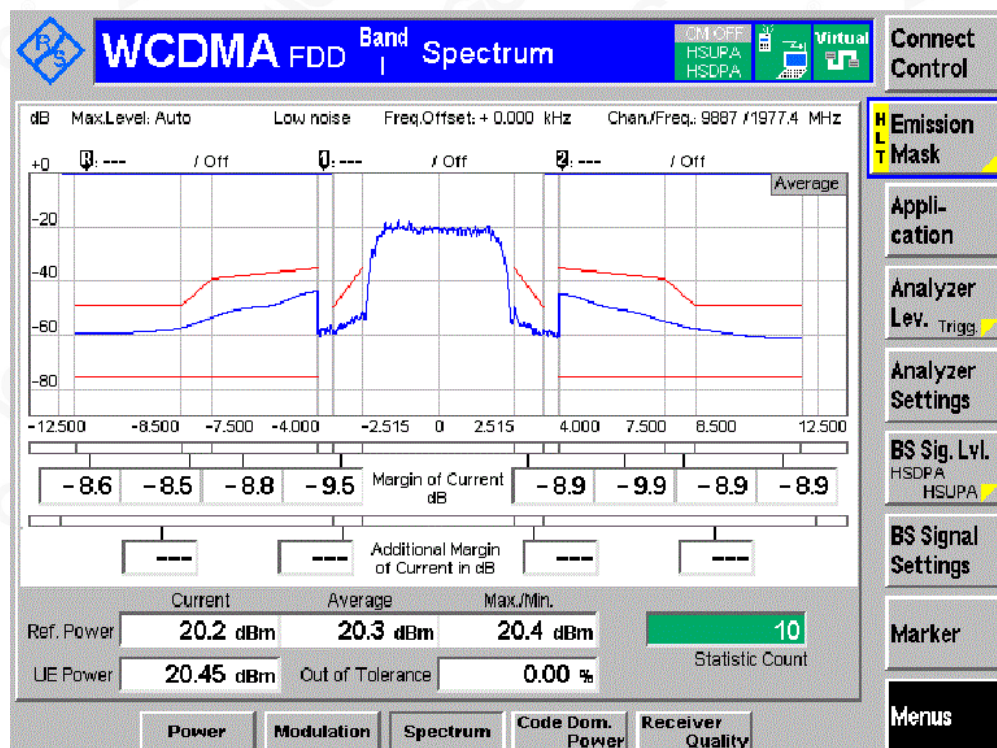 R&S
WCDMA FDD Band I Spectrum
CM OFF
HSUPA
HSDPA
Virtual
Connect Control
dB Max.Level: Auto Low noise Freq.Offset: + 0.000 kHz Chan./Freq.: 9887 / 1977.4 MHz
HLT
Emission Mask
R: --- / Off 1: --- / Off 2: --- / Off
+0
Average
Appli-
cation
-20
-40
Analyzer
Lev. Trigg.
-60
Analyzer
Settings
-80
-12.500 -8.500 -7.500 -4.000 -2.515 0 2.515 4.000 7.500 8.500 12.500
BS Sig. Lvl.
HSDPA
HSUPA
-8.6 -8.5 -8.8 -9.5 Margin of Current dB -8.9 -9.9 -8.9 -8.9
BS Signal
Settings
--- --- Additional Margin of Current in dB --- ---
Current Average Max./Min.
Ref. Power 20.2 dBm 20.3 dBm 20.4 dBm 10
Statistic Count
Marker
UE Power 20.45 dBm Out of Tolerance 0.00 %
Menus
Power Modulation Spectrum Code Dom. Power Receiver Quality